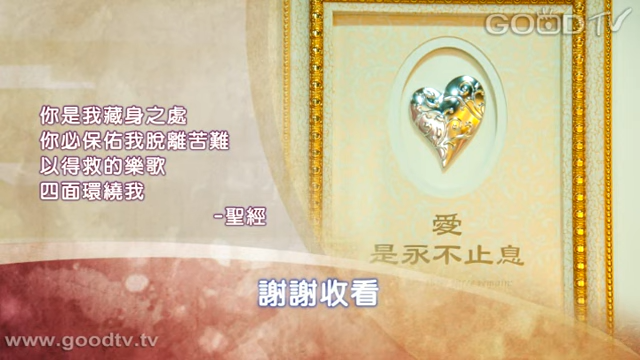 GOODTV
你是我藏身之處
你必保佑我脫離苦難
以得救的樂歌
四面環繞我
-聖經
愛
是永不止息
謝謝收看
www.goodtv.tv